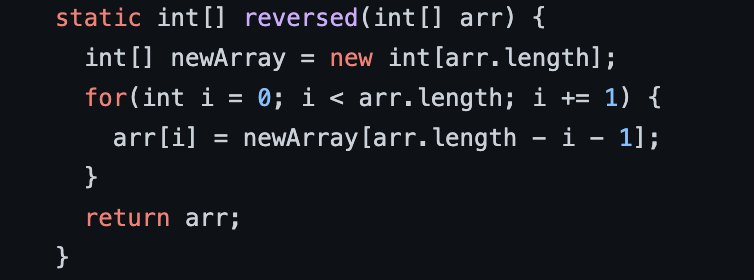 static int[] reversed(int[] arr) {
int[] newArray = new int[arr.length];
for(int i = 0; i < arr.length; i += 1) {
arr[i] = newArray[arr.length - i - 1];
}
return arr;
}